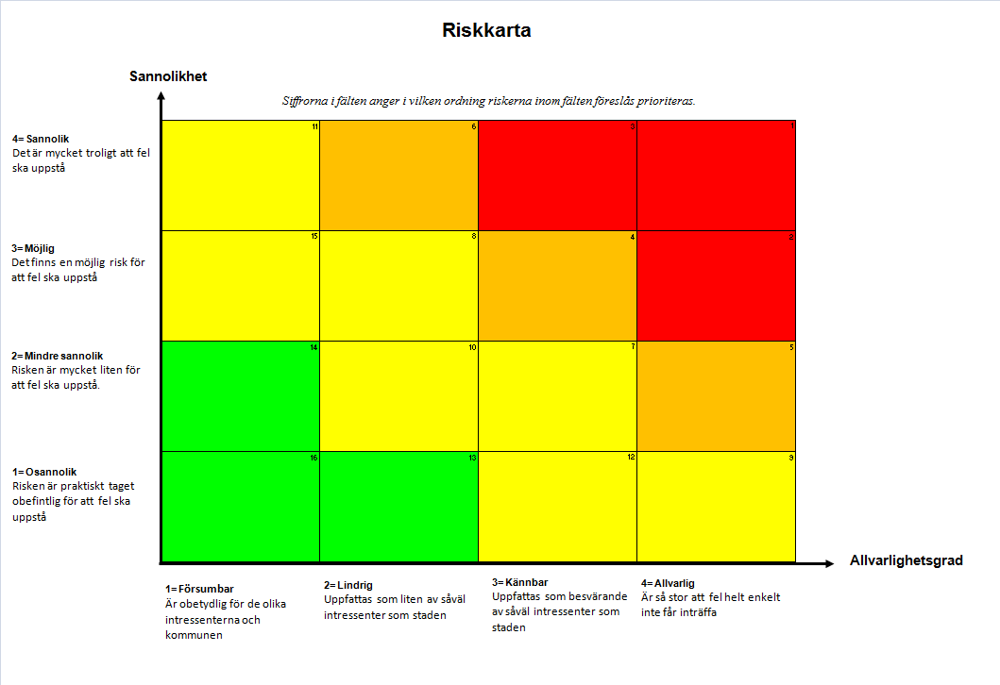 Riskkarta
Sannolikhet
Siffrorna i fälten anger i vilken ordning riskerna inom fälten föreslås prioriteras.
4= Sannolik
Det är mycket troligt att fel
ska uppstå
11
6
3
1
3= Möjlig
Det finns en möjlig risk för
att fel ska uppstå
15
8
4
2
2= Mindre sannolik
Risken är mycket liten för
att fel ska uppstå.
14
10
7
5
1= Osannolik
Risken är praktiskt taget
obefintlig för att fel ska
uppstå
16
13
12
9
Allvarlighetsgrad
1= Försumbar
Är obetydlig för de olika
intressenterna och
kommunen
2= Lindrig
Uppfattas som liten av såväl
intressenter som staden
3= Kännbar
Uppfattas som besvärande
av såväl intressenter som
staden
4= Allvarlig
Är så stor att fel helt enkelt
inte får inträffa